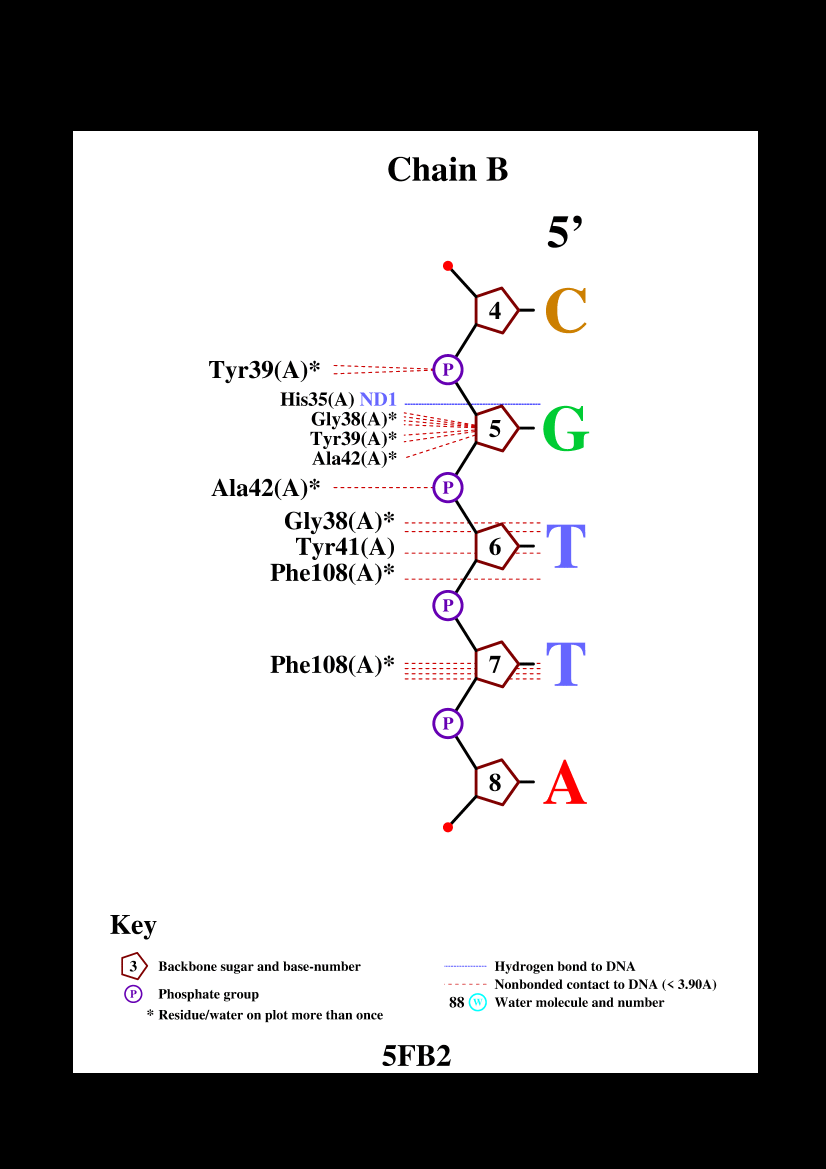 Chain B
5’
4 C
Tyr39(A)* P
His35(A) ND1
Gly38(A)*
5 G
Tyr39(A)*
Ala42(A)*
Ala42(A)* P
Gly38(A)*
Tyr41(A) 6 T
Phe108(A)*
P
Phe108(A)* 7 T
P
8 A
Key
3 Backbone sugar and base-number
P Phosphate group
* Residue/water on plot more than once
Hydrogen bond to DNA
Nonbonded contact to DNA (< 3.90A)
88 W Water molecule and number
5FB2